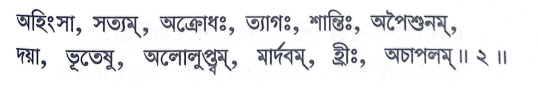 অহিংসা, সত্যম্, অক্রোধঃ, ত্যাগঃ, শান্তিঃ, অপৈশুনম্,
দয়া, ভূতেষু, অলোলুপ্ত্বম্, মার্দবম্, হ্রীঃ, অচাপলম্ ॥ ২ ॥